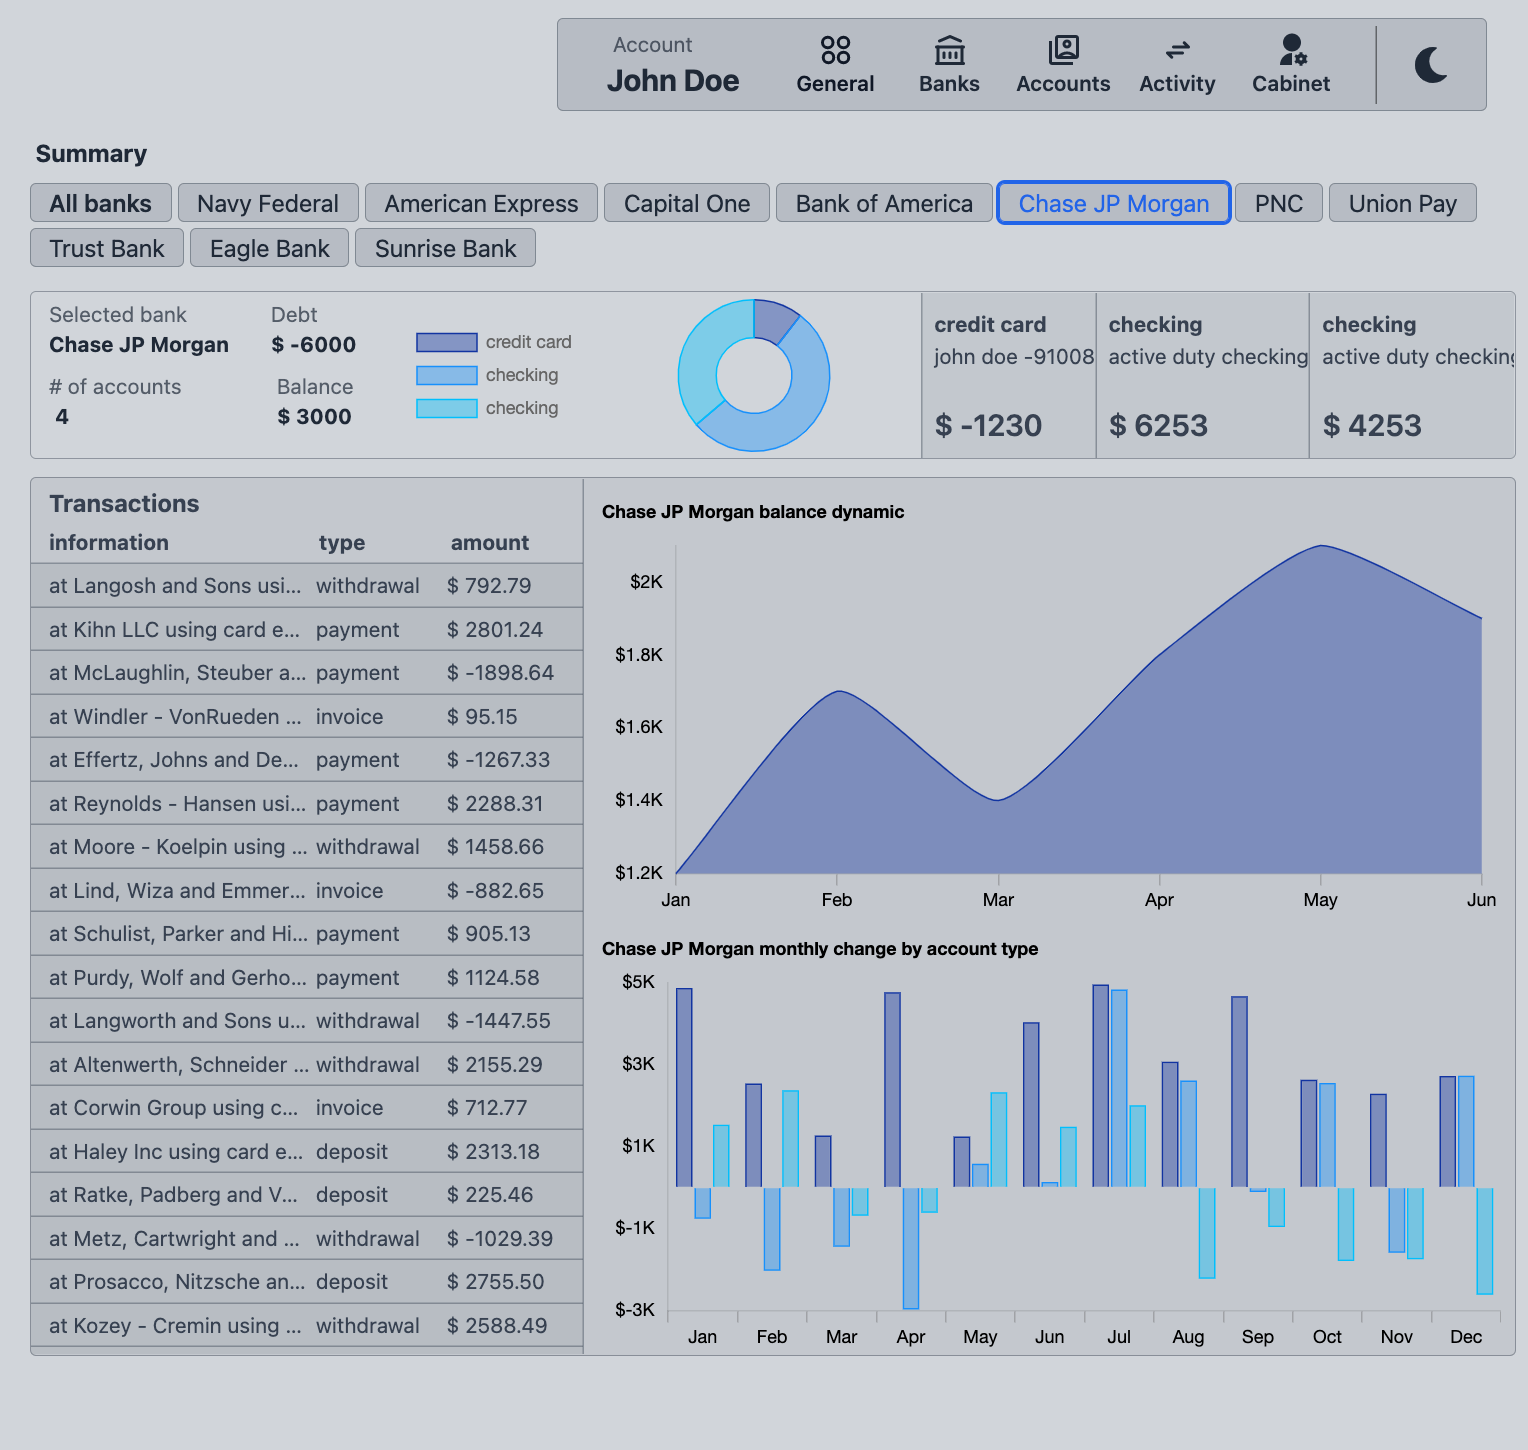 Account
John Doe
General
Banks
Accounts
Activity
Cabinet
Summary
All banks
Navy Federal
American Express
Capital One
Bank of America
Chase JP Morgan
PNC
Union Pay
Trust Bank
Eagle Bank
Sunrise Bank
Selected bank
Chase JP Morgan
Debt
$ -6000
# of accounts
4
Balance
$ 3000
credit card
checking
checking
credit card
john doe -91008
$ -1230
checking
active duty checking
$ 6253
checking
active duty checking
$ 4253
Transactions
information type amount
at Langosh and Sons usi... withdrawal $ 792.79
at Kihn LLC using card e... payment $ 2801.24
at McLaughlin, Steuber a... payment $ -1898.64
at Windler - VonRueden ... invoice $ 95.15
at Effertz, Johns and De... payment $ -1267.33
at Reynolds - Hansen usi... payment $ 2288.31
at Moore - Koelpin using ... withdrawal $ 1458.66
at Lind, Wiza and Emmer... invoice $ -882.65
at Schulist, Parker and Hi... payment $ 905.13
at Purdy, Wolf and Gerho... payment $ 1124.58
at Langworth and Sons u... withdrawal $ -1447.55
at Altenwerth, Schneider ... withdrawal $ 2155.29
at Corwin Group using c... invoice $ 712.77
at Haley Inc using card e... deposit $ 2313.18
at Ratke, Padberg and V... deposit $ 225.46
at Metz, Cartwright and ... withdrawal $ -1029.39
at Prosacco, Nitzsche an... deposit $ 2755.50
at Kozey - Cremin using ... withdrawal $ 2588.49
Chase JP Morgan balance dynamic
$2K
$1.8K
$1.6K
$1.4K
$1.2K
Jan Feb Mar Apr May Jun
Chase JP Morgan monthly change by account type
$5K
$3K
$1K
$-1K
$-3K
Jan Feb Mar Apr May Jun Jul Aug Sep Oct Nov Dec